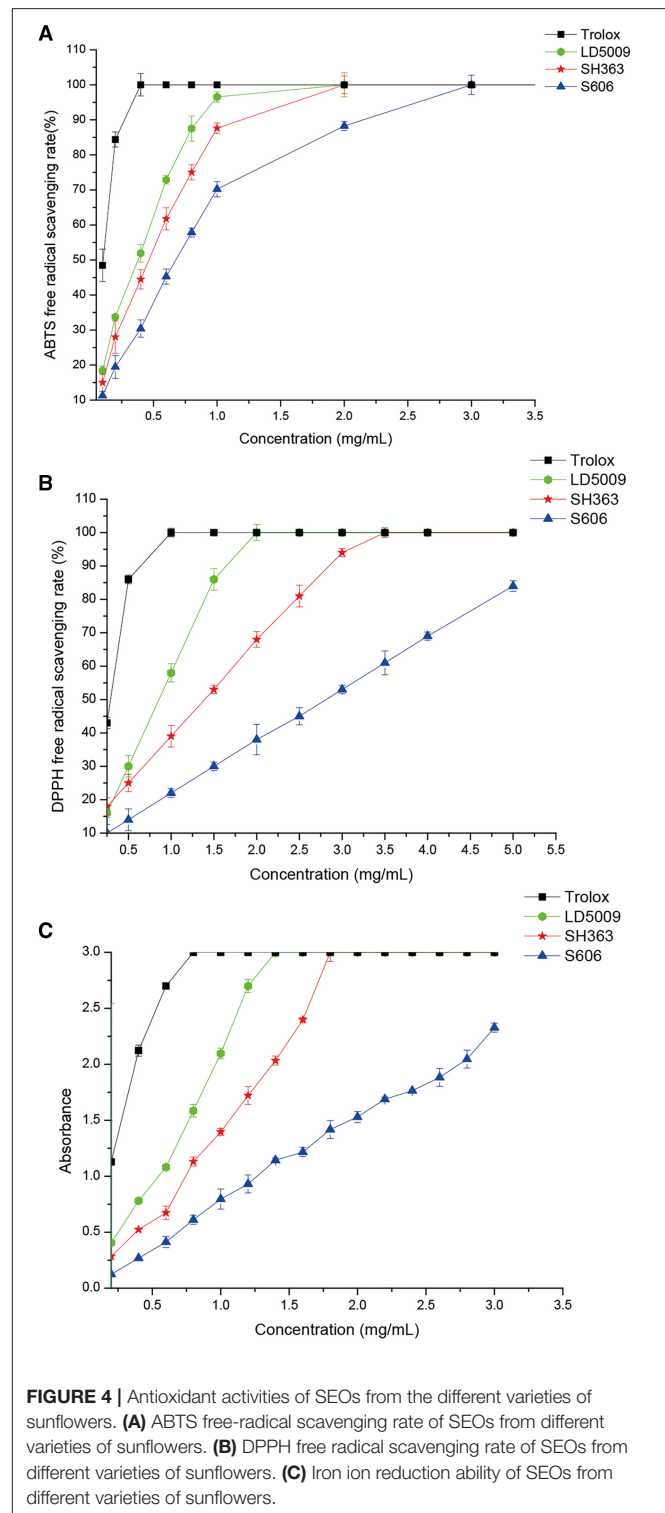 A
Trolox
LD5009
SH363
S606
110
100
90
80
70
60
50
40
30
20
10
ABTS free radical scavenging rate(%)
0.5 1.0 1.5 2.0 2.5 3.0 3.5
Concentration (mg/mL)
B
Trolox
LD5009
SH363
S606
110
100
90
80
70
60
50
40
30
20
10
DPPH free radical scavenging rate (%)
0.5 1.0 1.5 2.0 2.5 3.0 3.5 4.0 4.5 5.0 5.5
Concentration (mg/mL)
C
Trolox
LD5009
SH363
S606
3.0
2.5
2.0
1.5
1.0
0.5
0.0
Absorbance
0.5 1.0 1.5 2.0 2.5 3.0 3.5
Concentration (mg/mL)
FIGURE 4 | Antioxidant activities of SEOs from the different varieties of
sunflowers. (A) ABTS free-radical scavenging rate of SEOs from different
varieties of sunflowers. (B) DPPH free radical scavenging rate of SEOs from
different varieties of sunflowers. (C) Iron ion reduction ability of SEOs from
different varieties of sunflowers.